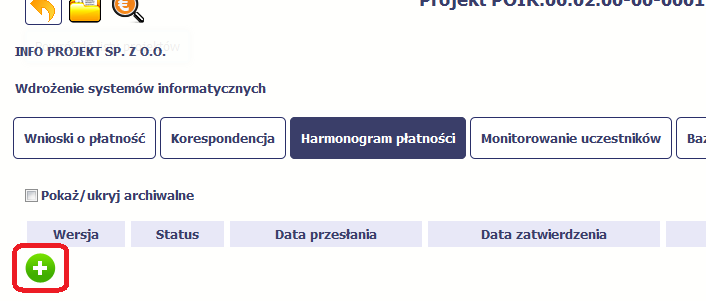 Projekt POIR.00.02.00-00-0001
INFO PROJEKT SP. Z O.O.
Wdrożenie systemów informatycznych
Wnioski o płatność Korespondencja Harmonogram płatności Monitorowanie uczestników Baz
Pokaż/ukryj archiwalne
Wersja Status Data przesłania Data zatwierdzenia